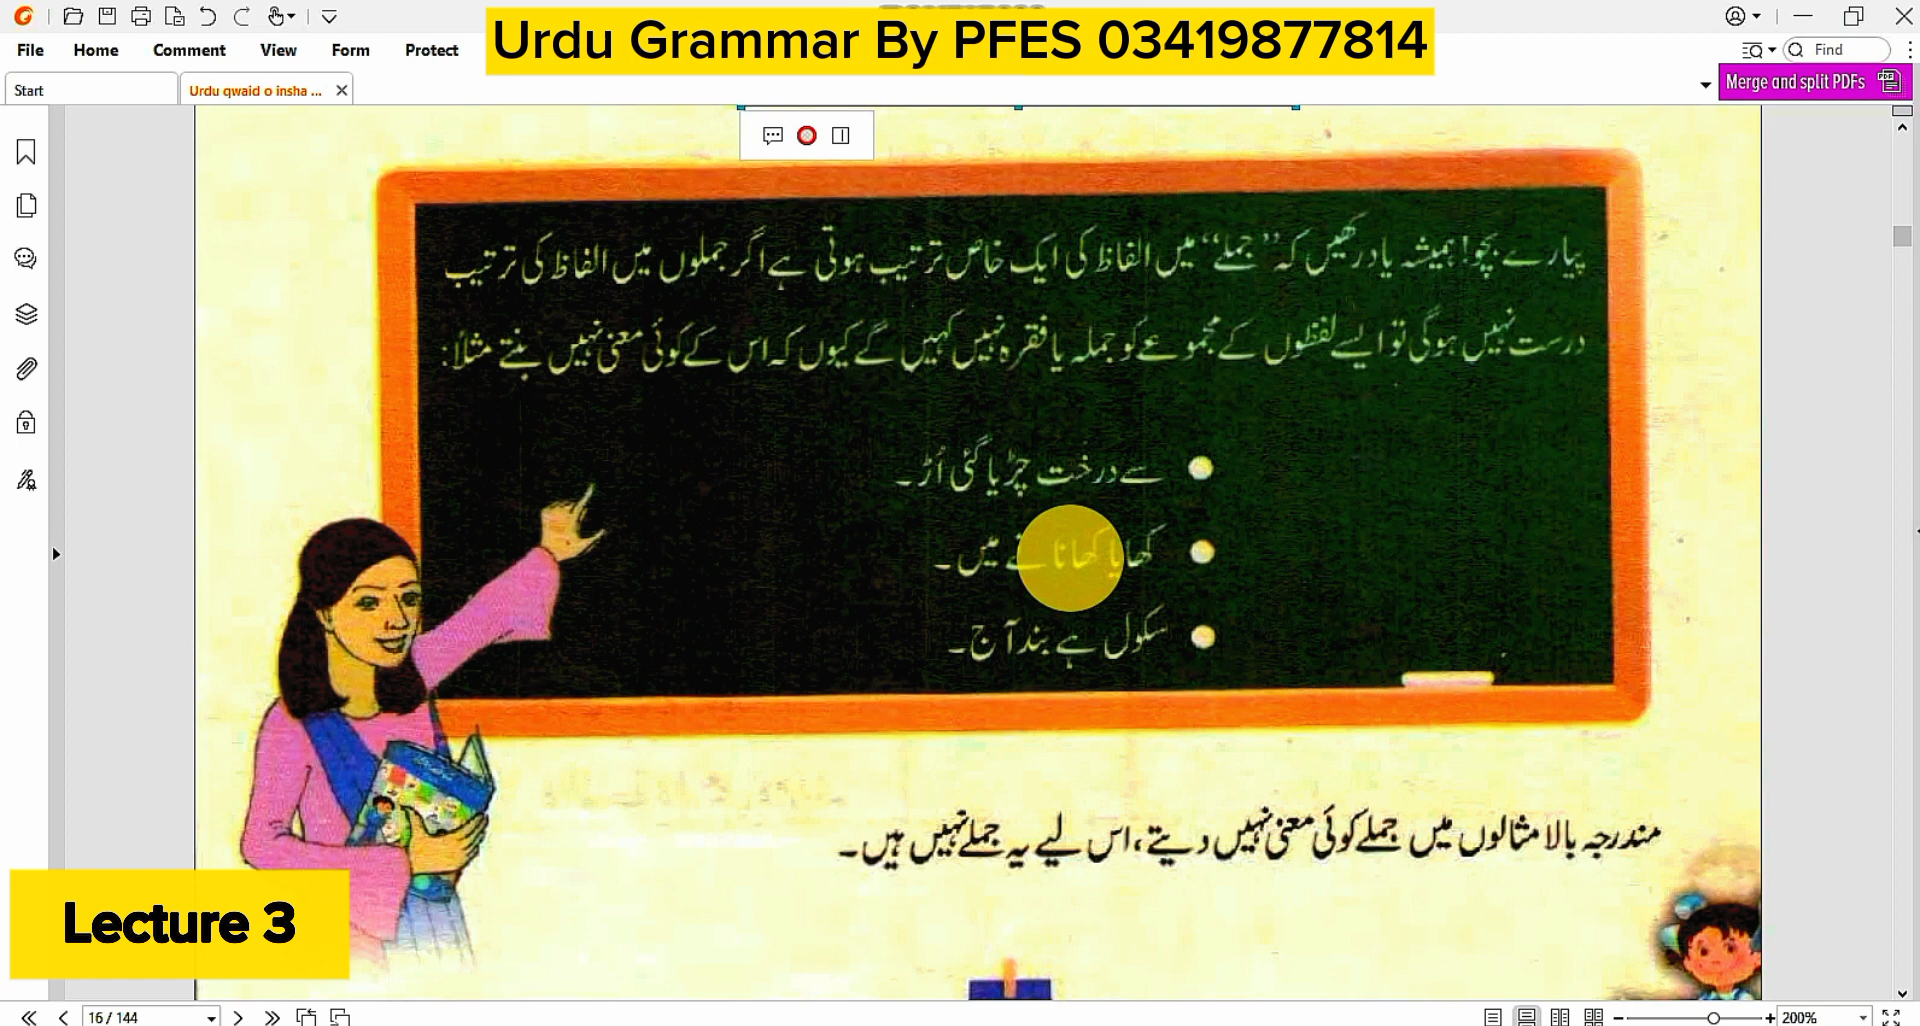 Urdu Grammar By PFES 03419877814
File Home Comment View Form Protect
Find
Start
Urdu qwaid o insha ...
Merge and split PDFs
پیارے بچو! ہمیشہ یاد رکھیں کہ ”جملے“ میں الفاظ کی ایک خاص ترتیب ہوتی ہے اگر جملوں میں الفاظ کی ترتیب
درست نہیں ہوگی تو ایسے لفظوں کے مجموعے کو جملہ یا فقرہ نہیں کہیں گے کیوں کہ اس کے کوئی معنی نہیں بنتے مثلاً:
سے درخت چڑیا گئی اُڑ۔
کھایا کھانا نے میں۔
سکول ہے بند آج۔
مندرجہ بالا مثالوں میں جملے کوئی معنی نہیں دیتے، اس لیے یہ جملے نہیں ہیں۔
Lecture 3
16 / 144
200%